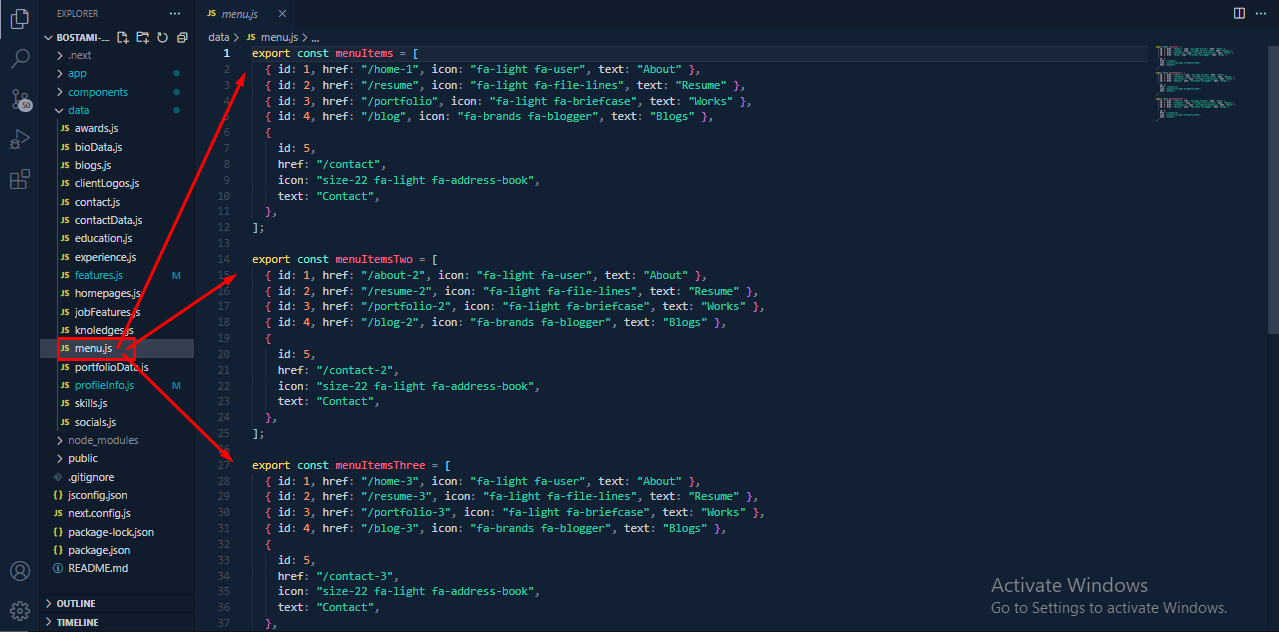 EXPLORER
BOSTAMI-...
.next
app
components
data
JS awards.js
JS bioData.js
JS blogs.js
JS clientLogos.js
JS contact.js
JS contactData.js
JS education.js
JS experience.js
JS features.js M
JS homepages.js
JS jobFeatures.js
JS knoledges.js
JS menu.js
JS portfolioData.js
JS profileInfo.js M
JS skills.js
JS socials.js
node_modules
public
.gitignore
{} jsconfig.json
JS next.config.js
{} package-lock.json
{} package.json
README.md
OUTLINE
TIMELINE
50
JS menu.js
data > JS menu.js > ...
1 export const menuItems = [
2 { id: 1, href: "/home-1", icon: "fa-light fa-user", text: "About" },
3 { id: 2, href: "/resume", icon: "fa-light fa-file-lines", text: "Resume" },
4 { id: 3, href: "/portfolio", icon: "fa-light fa-briefcase", text: "Works" },
5 { id: 4, href: "/blog", icon: "fa-brands fa-blogger", text: "Blogs" },
6 {
7 id: 5,
8 href: "/contact",
9 icon: "size-22 fa-light fa-address-book",
10 text: "Contact",
11 },
12 ];
13
14 export const menuItemsTwo = [
15 { id: 1, href: "/about-2", icon: "fa-light fa-user", text: "About" },
16 { id: 2, href: "/resume-2", icon: "fa-light fa-file-lines", text: "Resume" },
17 { id: 3, href: "/portfolio-2", icon: "fa-light fa-briefcase", text: "Works" },
18 { id: 4, href: "/blog-2", icon: "fa-brands fa-blogger", text: "Blogs" },
19 {
20 id: 5,
21 href: "/contact-2",
22 icon: "size-22 fa-light fa-address-book",
23 text: "Contact",
24 },
25 ];
26
27 export const menuItemsThree = [
28 { id: 1, href: "/home-3", icon: "fa-light fa-user", text: "About" },
29 { id: 2, href: "/resume-3", icon: "fa-light fa-file-lines", text: "Resume" },
30 { id: 3, href: "/portfolio-3", icon: "fa-light fa-briefcase", text: "Works" },
31 { id: 4, href: "/blog-3", icon: "fa-brands fa-blogger", text: "Blogs" },
32 {
33 id: 5,
34 href: "/contact-3",
35 icon: "size-22 fa-light fa-address-book",
36 text: "Contact",
37 },
Activate Windows
Go to Settings to activate Windows.